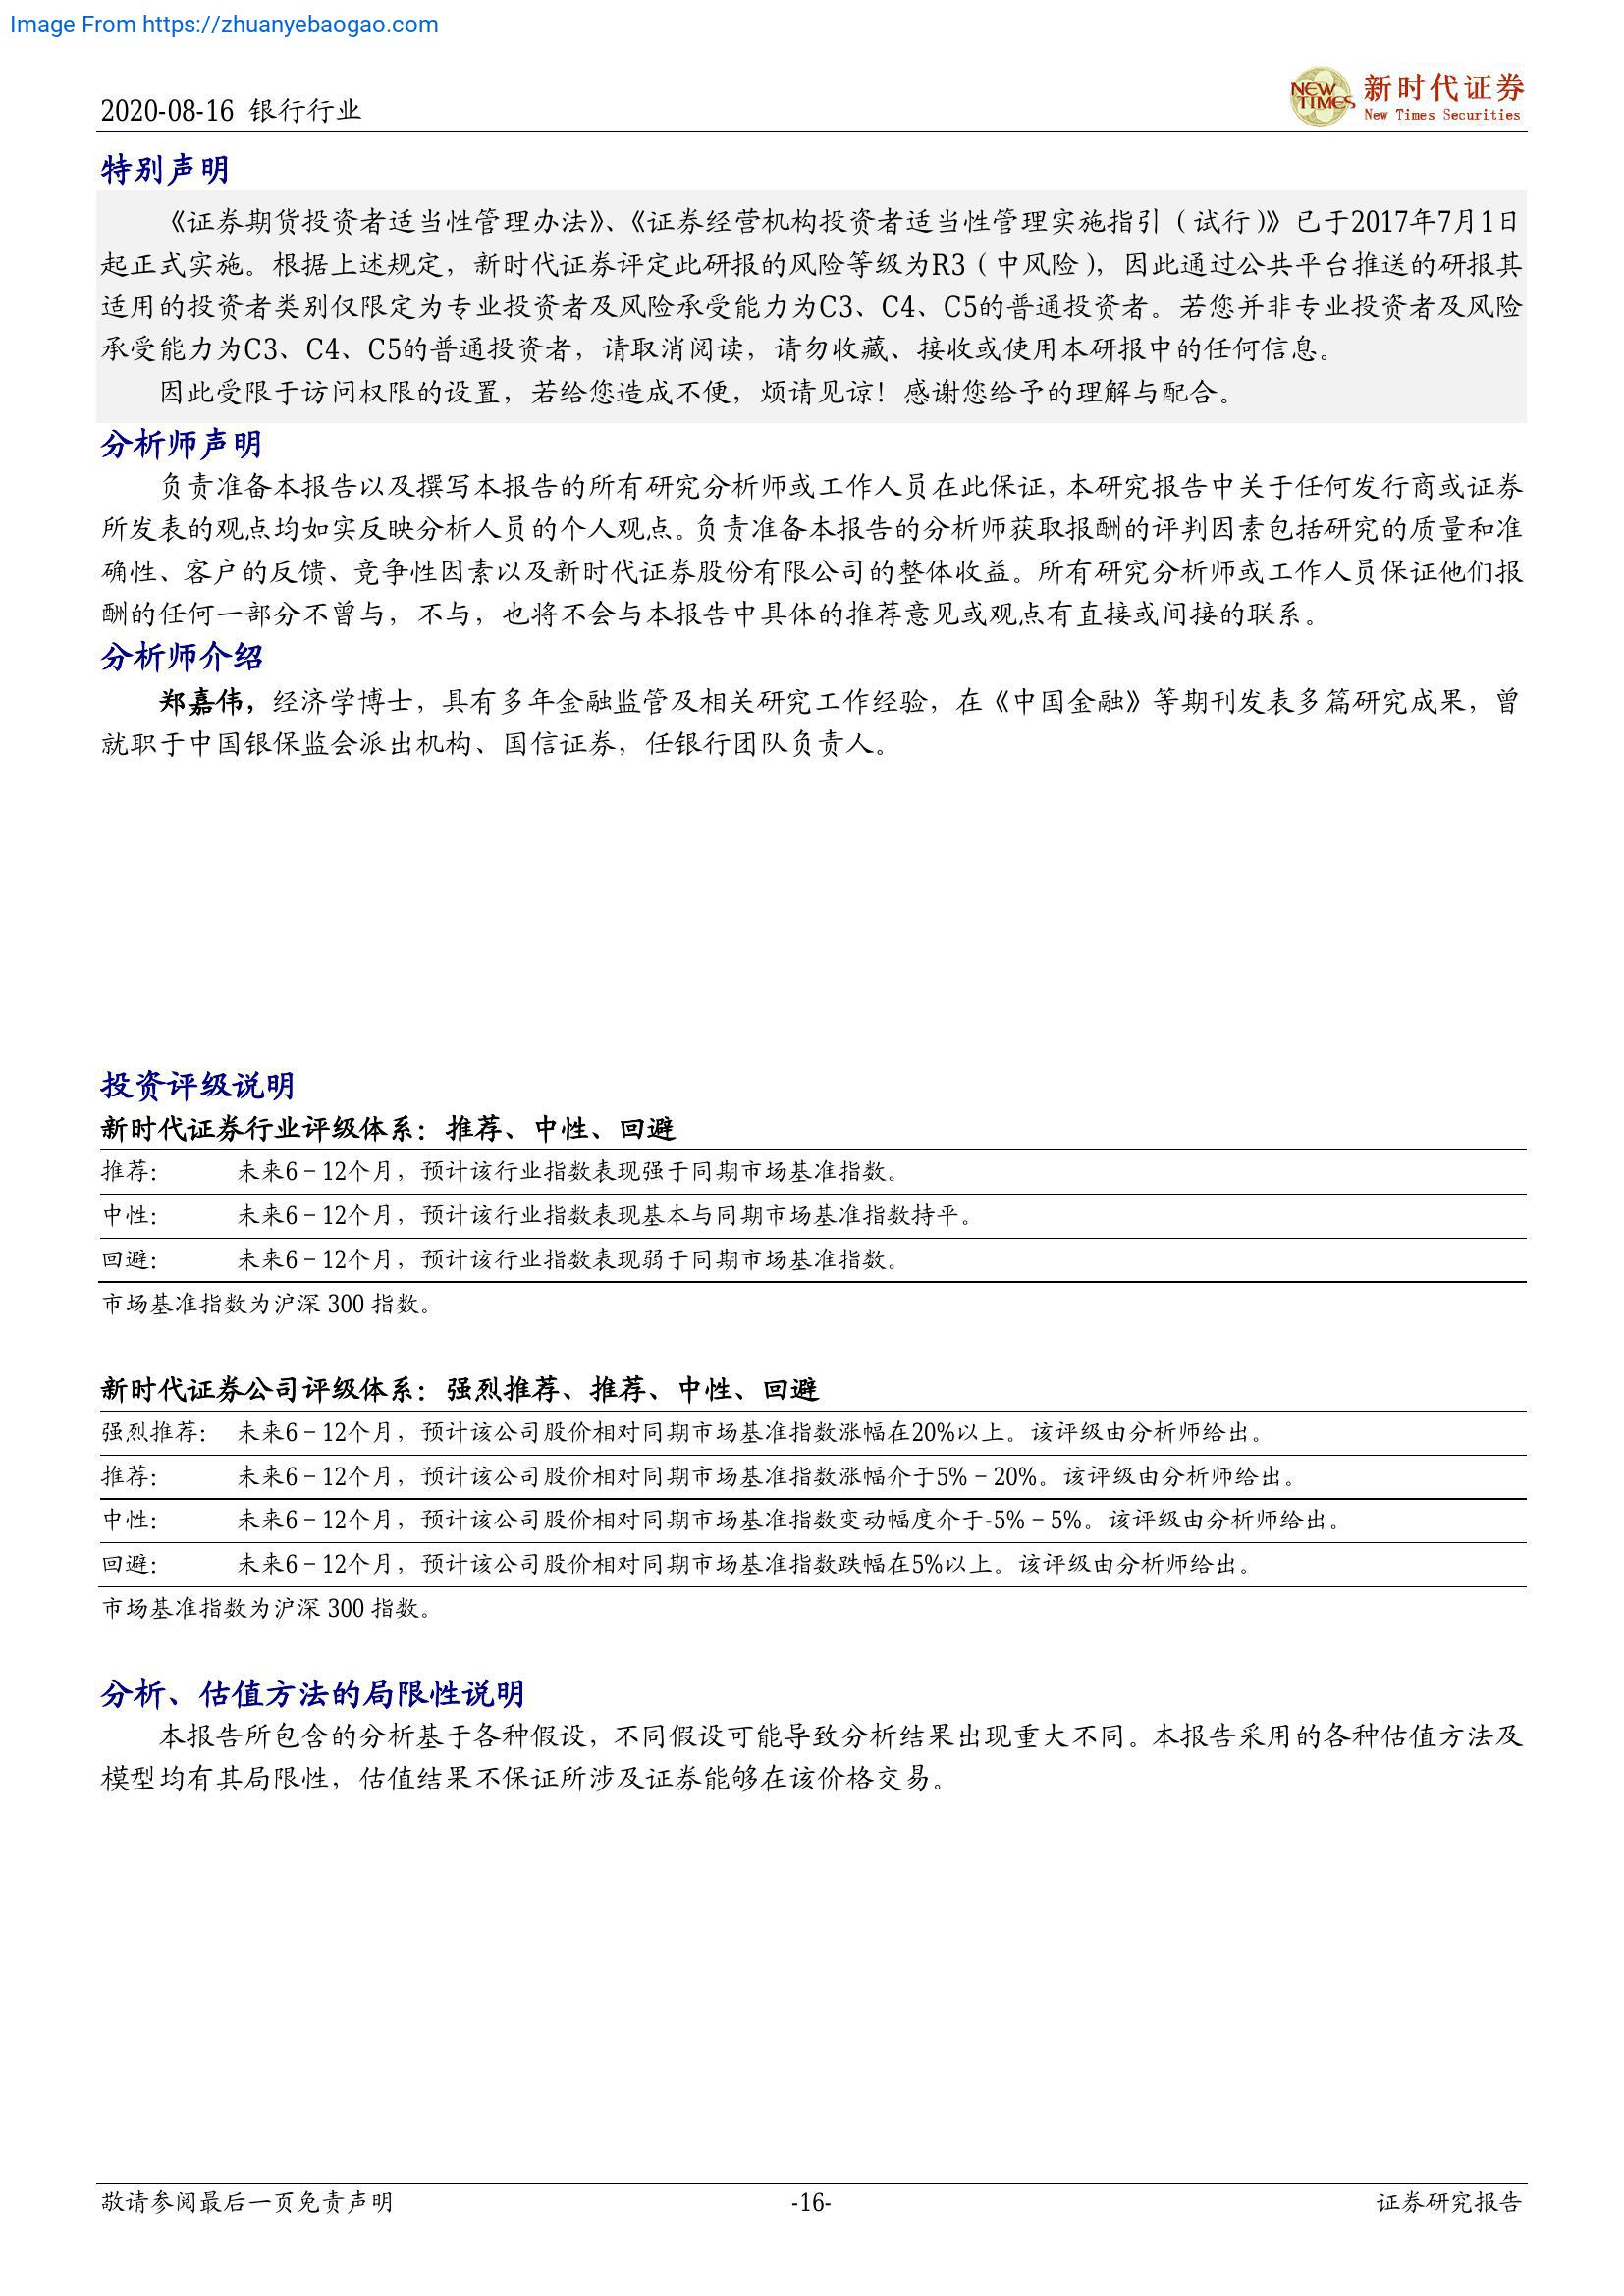 Image From https://zhuanyebaogao.com
2020-08-16 银行行业
NEW TIMES 新时代证券
New Times Securities
特别声明
《证券期货投资者适当性管理办法》、《证券经营机构投资者适当性管理实施指引（试行）》已于2017年7月1日
起正式实施。根据上述规定，新时代证券评定此研报的风险等级为R3（中风险），因此通过公共平台推送的研报其
适用的投资者类别仅限定为专业投资者及风险承受能力为C3、C4、C5的普通投资者。若您并非专业投资者及风险
承受能力为C3、C4、C5的普通投资者，请取消阅读，请勿收藏、接收或使用本研报中的任何信息。
因此受限于访问权限的设置，若给您造成不便，烦请见谅！感谢您给予的理解与配合。
分析师声明
负责准备本报告以及撰写本报告的所有研究分析师或工作人员在此保证，本研究报告中关于任何发行商或证券
所发表的观点均如实反映分析人员的个人观点。负责准备本报告的分析师获取报酬的评判因素包括研究的质量和准
确性、客户的反馈、竞争性因素以及新时代证券股份有限公司的整体收益。所有研究分析师或工作人员保证他们报
酬的任何一部分不曾与，不与，也将不会与本报告中具体的推荐意见或观点有直接或间接的联系。
分析师介绍
郑嘉伟，经济学博士，具有多年金融监管及相关研究工作经验，在《中国金融》等期刊发表多篇研究成果，曾
就职于中国银保监会派出机构、国信证券，任银行团队负责人。
投资评级说明
新时代证券行业评级体系：推荐、中性、回避
推荐： 未来6－12个月，预计该行业指数表现强于同期市场基准指数。
中性： 未来6－12个月，预计该行业指数表现基本与同期市场基准指数持平。
回避： 未来6－12个月，预计该行业指数表现弱于同期市场基准指数。
市场基准指数为沪深 300 指数。
新时代证券公司评级体系：强烈推荐、推荐、中性、回避
强烈推荐： 未来6－12个月，预计该公司股价相对同期市场基准指数涨幅在20%以上。该评级由分析师给出。
推荐： 未来6－12个月，预计该公司股价相对同期市场基准指数涨幅介于5%－20%。该评级由分析师给出。
中性： 未来6－12个月，预计该公司股价相对同期市场基准指数变动幅度介于-5%－5%。该评级由分析师给出。
回避： 未来6－12个月，预计该公司股价相对同期市场基准指数跌幅在5%以上。该评级由分析师给出。
市场基准指数为沪深 300 指数。
分析、估值方法的局限性说明
本报告所包含的分析基于各种假设，不同假设可能导致分析结果出现重大不同。本报告采用的各种估值方法及
模型均有其局限性，估值结果不保证所涉及证券能够在该价格交易。
敬请参阅最后一页免责声明 -16- 证券研究报告